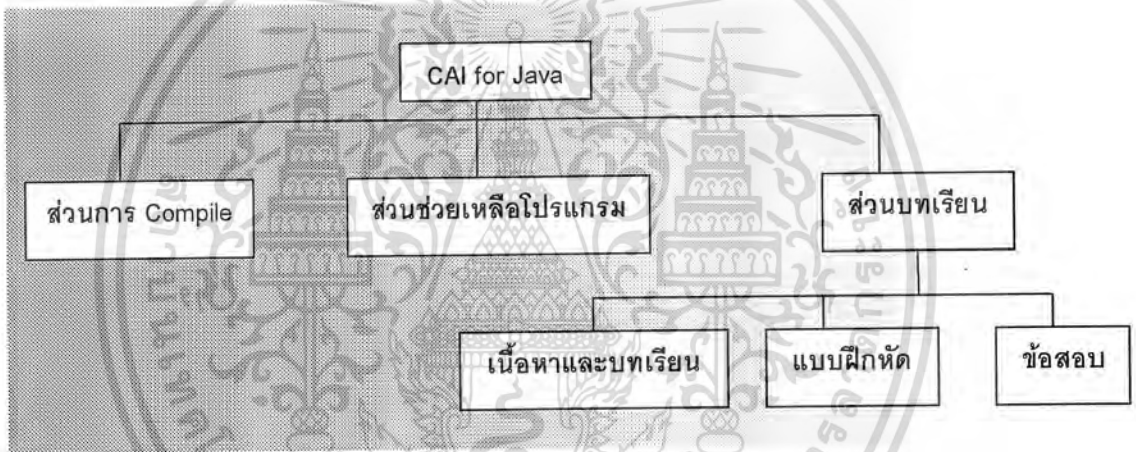 CAI for Java
ส่วนการ Compile
ส่วนช่วยเหลือโปรแกรม
ส่วนบทเรียน
เนื้อหาและบทเรียน
แบบฝึกหัด
ข้อสอบ